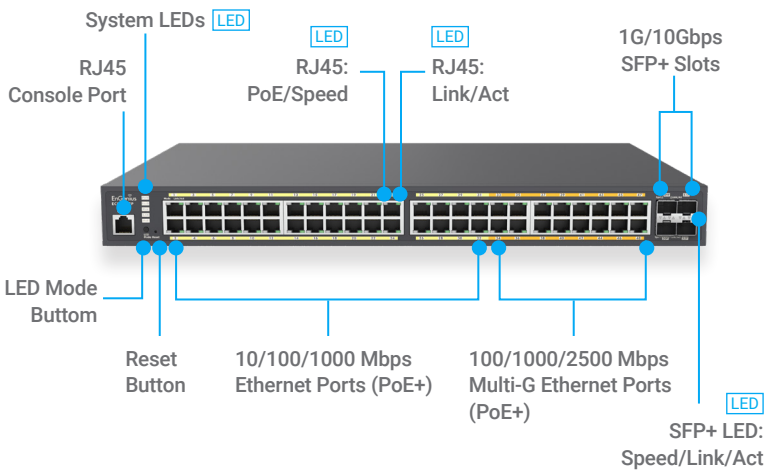 System LEDs LED
LED
LED
RJ45
Console Port
RJ45:
PoE/Speed
RJ45:
Link/Act
1G/10Gbps
SFP+ Slots
EnGenius
LED Mode
Buttom
Reset
Button
10/100/1000 Mbps
Ethernet Ports (PoE+)
100/1000/2500 Mbps
Multi-G Ethernet Ports
(PoE+)
LED
SFP+ LED:
Speed/Link/Act